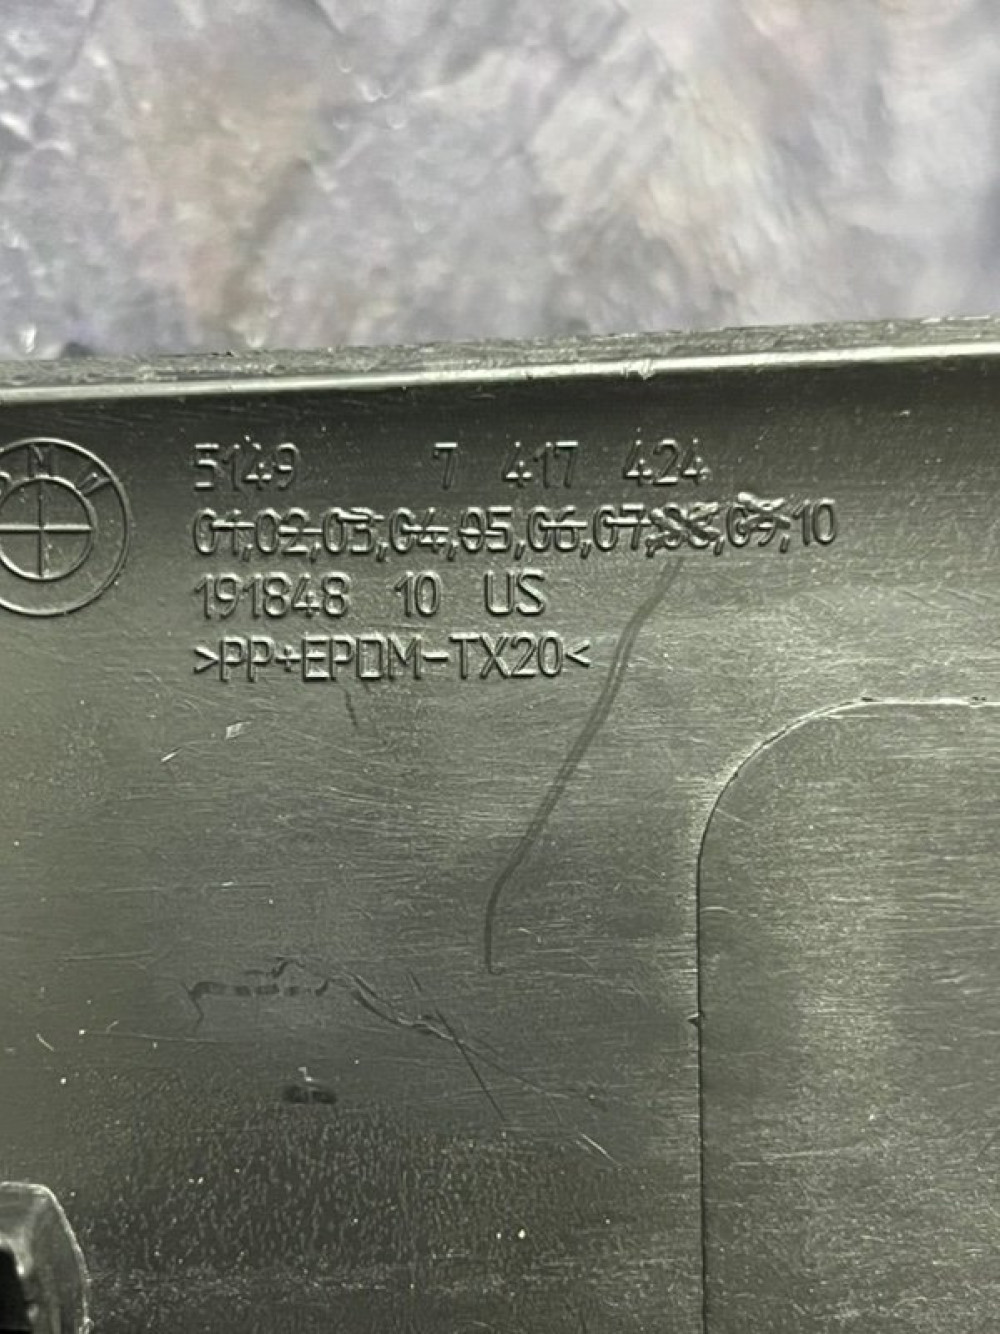 BMW
5149 7 417 424
01,02,03,04,05,06,07,08,09,10
191848 10 US
>PP+EPDM-TX20<